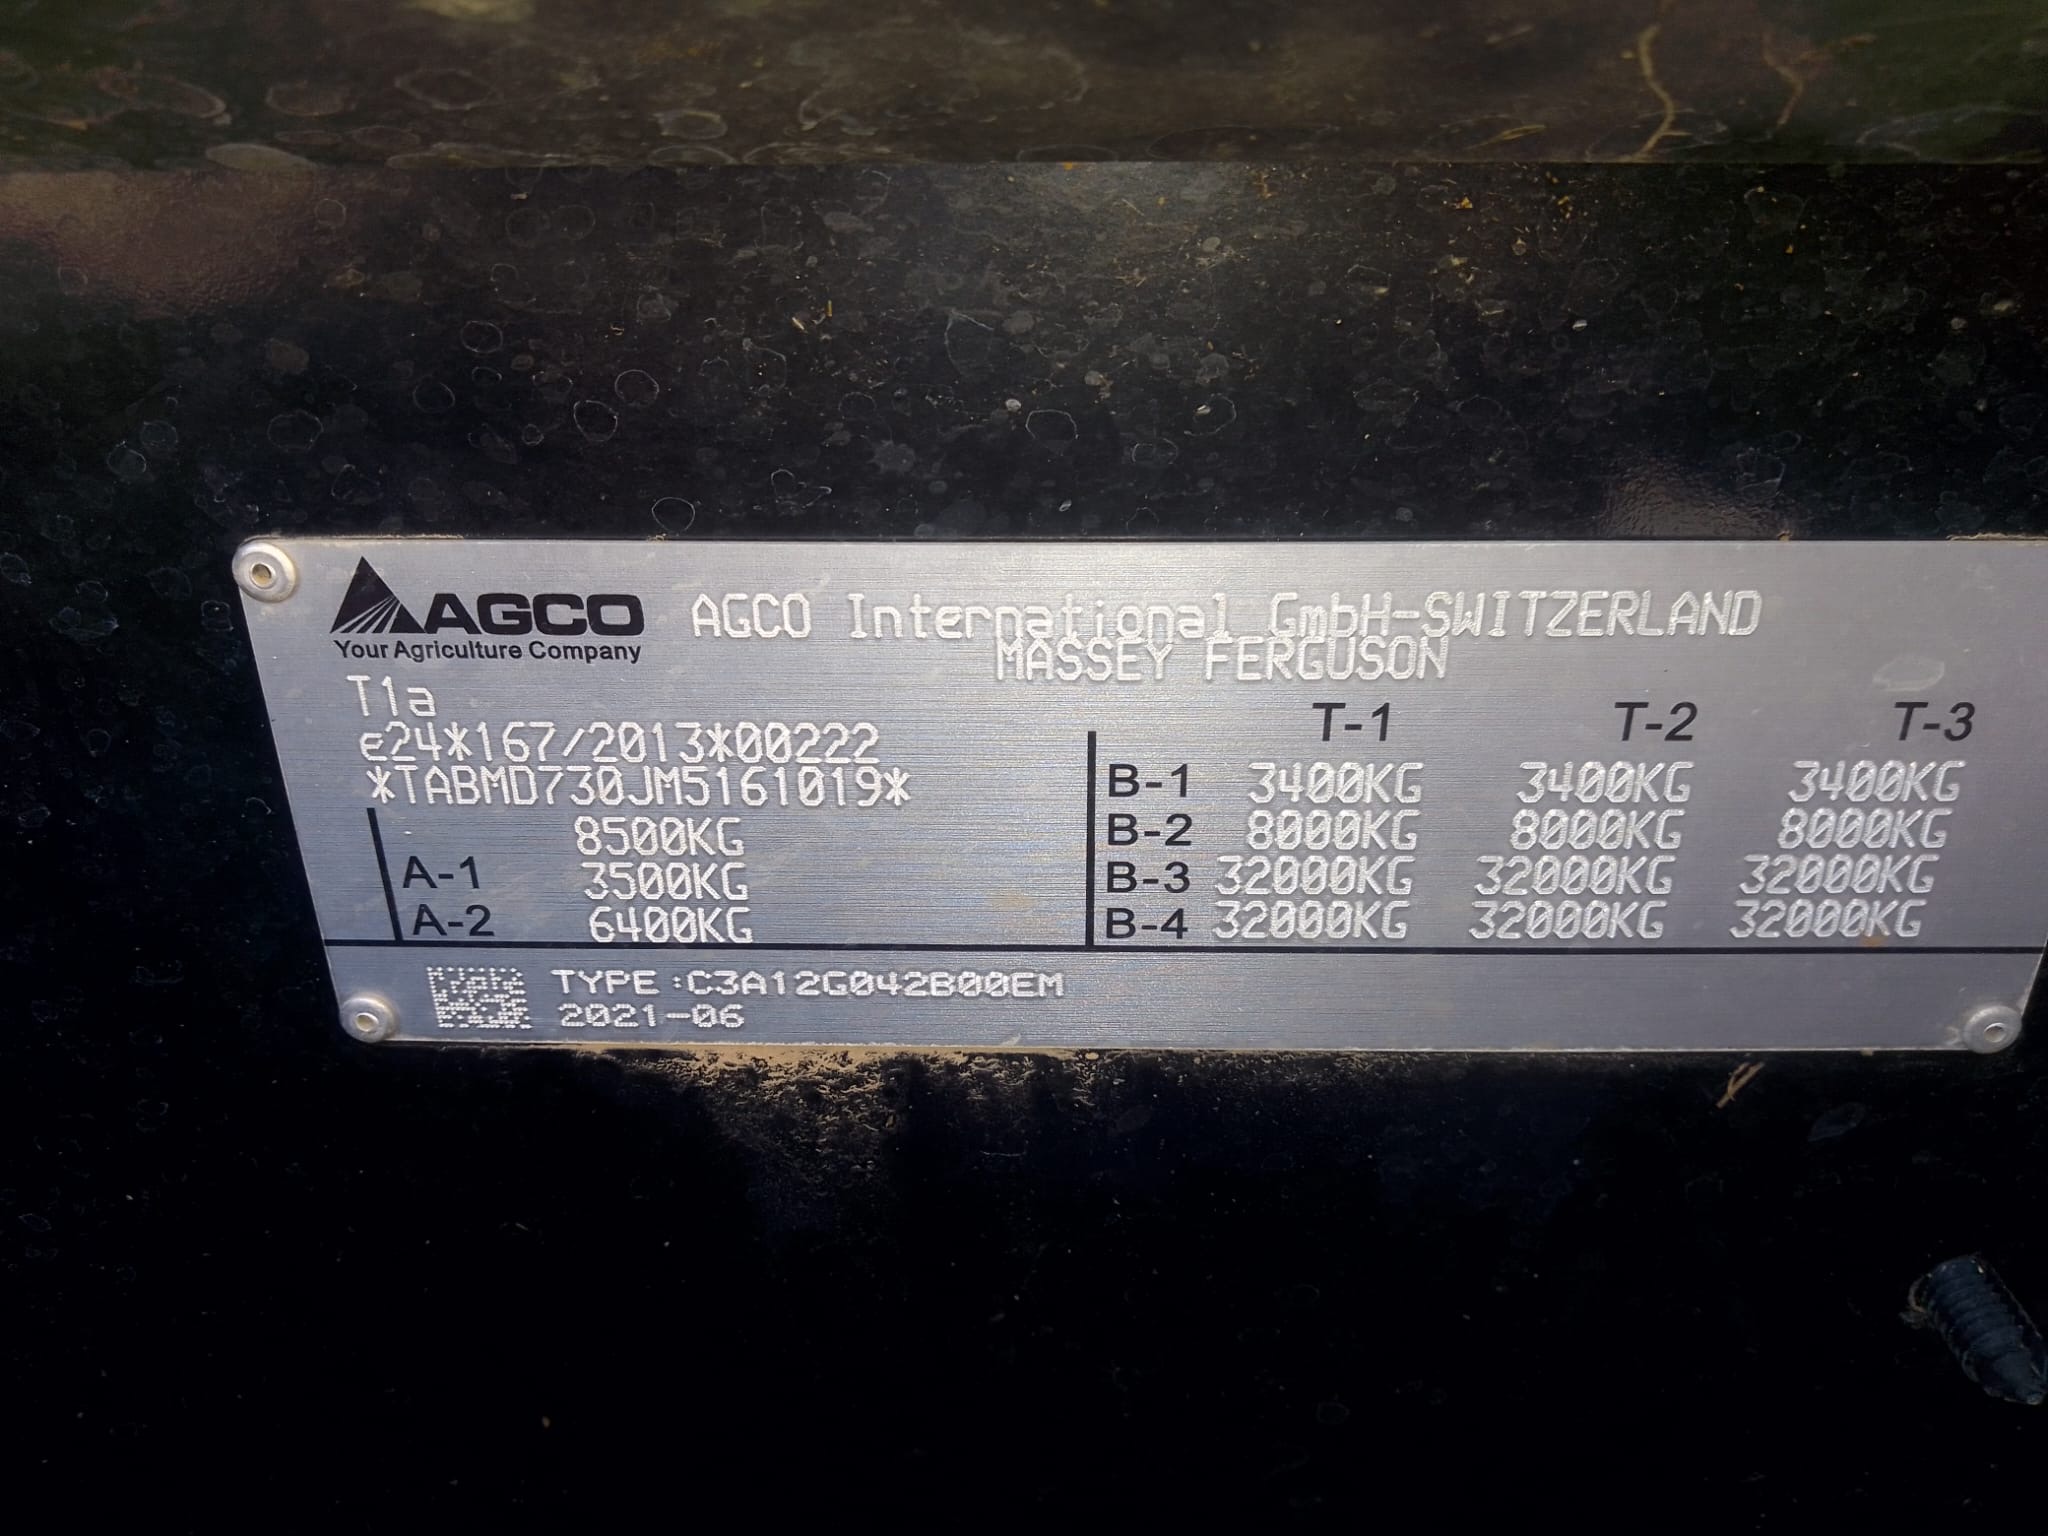 AGCO
Your Agriculture Company
AGCO International GmbH-SWITZERLAND
MASSEY FERGUSON
T1a
e24*167/2013*00222
*TABMD730JM5161019*
8500KG
A-1 3500KG
A-2 6400KG
T-1 T-2 T-3
B-1 3400KG 3400KG 3400KG
B-2 8000KG 8000KG 8000KG
B-3 32000KG 32000KG 32000KG
B-4 32000KG 32000KG 32000KG
TYPE:C3A12G042B00EM
2021-06